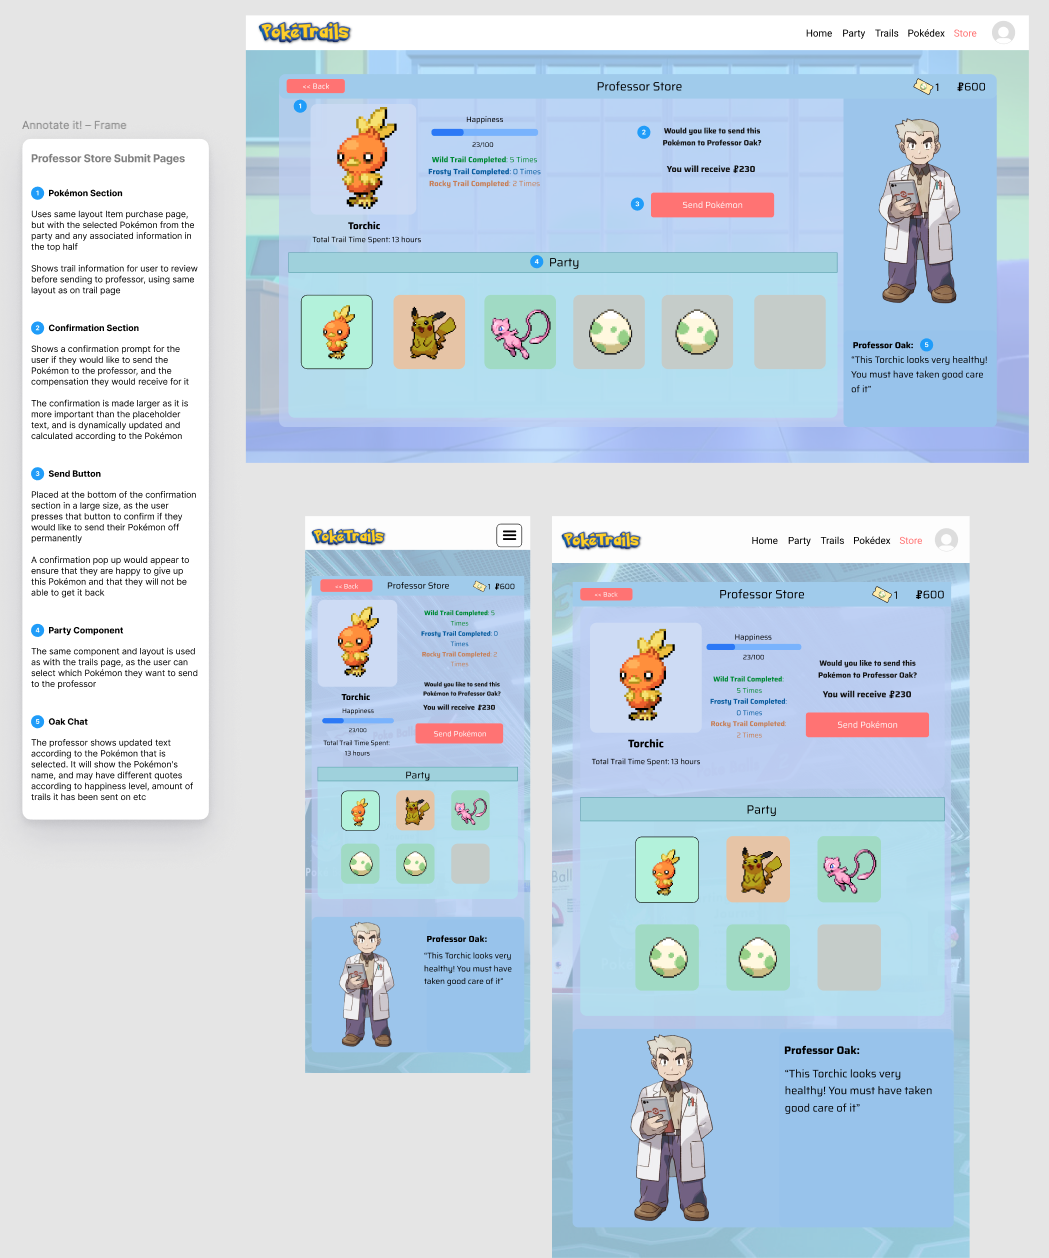 Annotate it! – Frame
Professor Store Submit Pages
1 Pokémon Section
Uses same layout Item purchase page,
but with the selected Pokémon from the
party and any associated information in
the top half
Shows trail information for user to review
before sending to professor, using same
layout as on trail page
2 Confirmation Section
Shows a confirmation prompt for the
user if they would like to send the
Pokémon to the professor, and the
compensation they would receive for it
The confirmation is made larger as it is
more important than the placeholder
text, and is dynamically updated and
calculated according to the Pokémon
3 Send Button
Placed at the bottom of the confirmation
section in a large size, as the user
presses that button to confirm if they
would like to send their Pokémon off
permanently
A confirmation pop up would appear to
ensure that they are happy to give up
this Pokémon and that they will not be
able to get it back
4 Party Component
The same component and layout is used
as with the trails page, as the user can
select which Pokémon they want to send
to the professor
5 Oak Chat
The professor shows updated text
according to the Pokémon that is
selected. It will show the Pokémon's
name, and may have different quotes
according to happiness level, amount of
trails it has been sent on etc
PokéTrails
Home Party Trails Pokédex Store
<< Back
Professor Store
1 ₽600
1
Happiness
23/100
Wild Trail Completed: 5 Times
Frosty Trail Completed: 0 Times
Rocky Trail Completed: 2 Times
Torchic
Total Trail Time Spent: 13 hours
2
Would you like to send this
Pokémon to Professor Oak?
You will receive ₽230
3
Send Pokémon
4 Party
Professor Oak: 5
"This Torchic looks very healthy!
You must have taken good care
of it"
PokéTrails
<< Back
Professor Store
1 ₽600
Wild Trail Completed: 5
Times
Frosty Trail Completed: 0
Times
Rocky Trail Completed: 2
Times
Torchic
Happiness
23/100
Total Trail Time Spent:
13 hours
Would you like to send this
Pokémon to Professor Oak?
You will receive ₽230
Send Pokémon
Party
Professor Oak:
"This Torchic looks very
healthy! You must have
taken good care of it"
PokéTrails
Home Party Trails Pokédex Store
<< Back
Professor Store
1 ₽600
Happiness
23/100
Wild Trail Completed:
5 Times
Frosty Trail Completed:
0 Times
Rocky Trail Completed:
2 Times
Torchic
Total Trail Time Spent: 13 hours
Would you like to send this
Pokémon to Professor Oak?
You will receive ₽230
Send Pokémon
Party
Ball
Professor Oak:
"This Torchic looks very
healthy! You must have taken
good care of it"